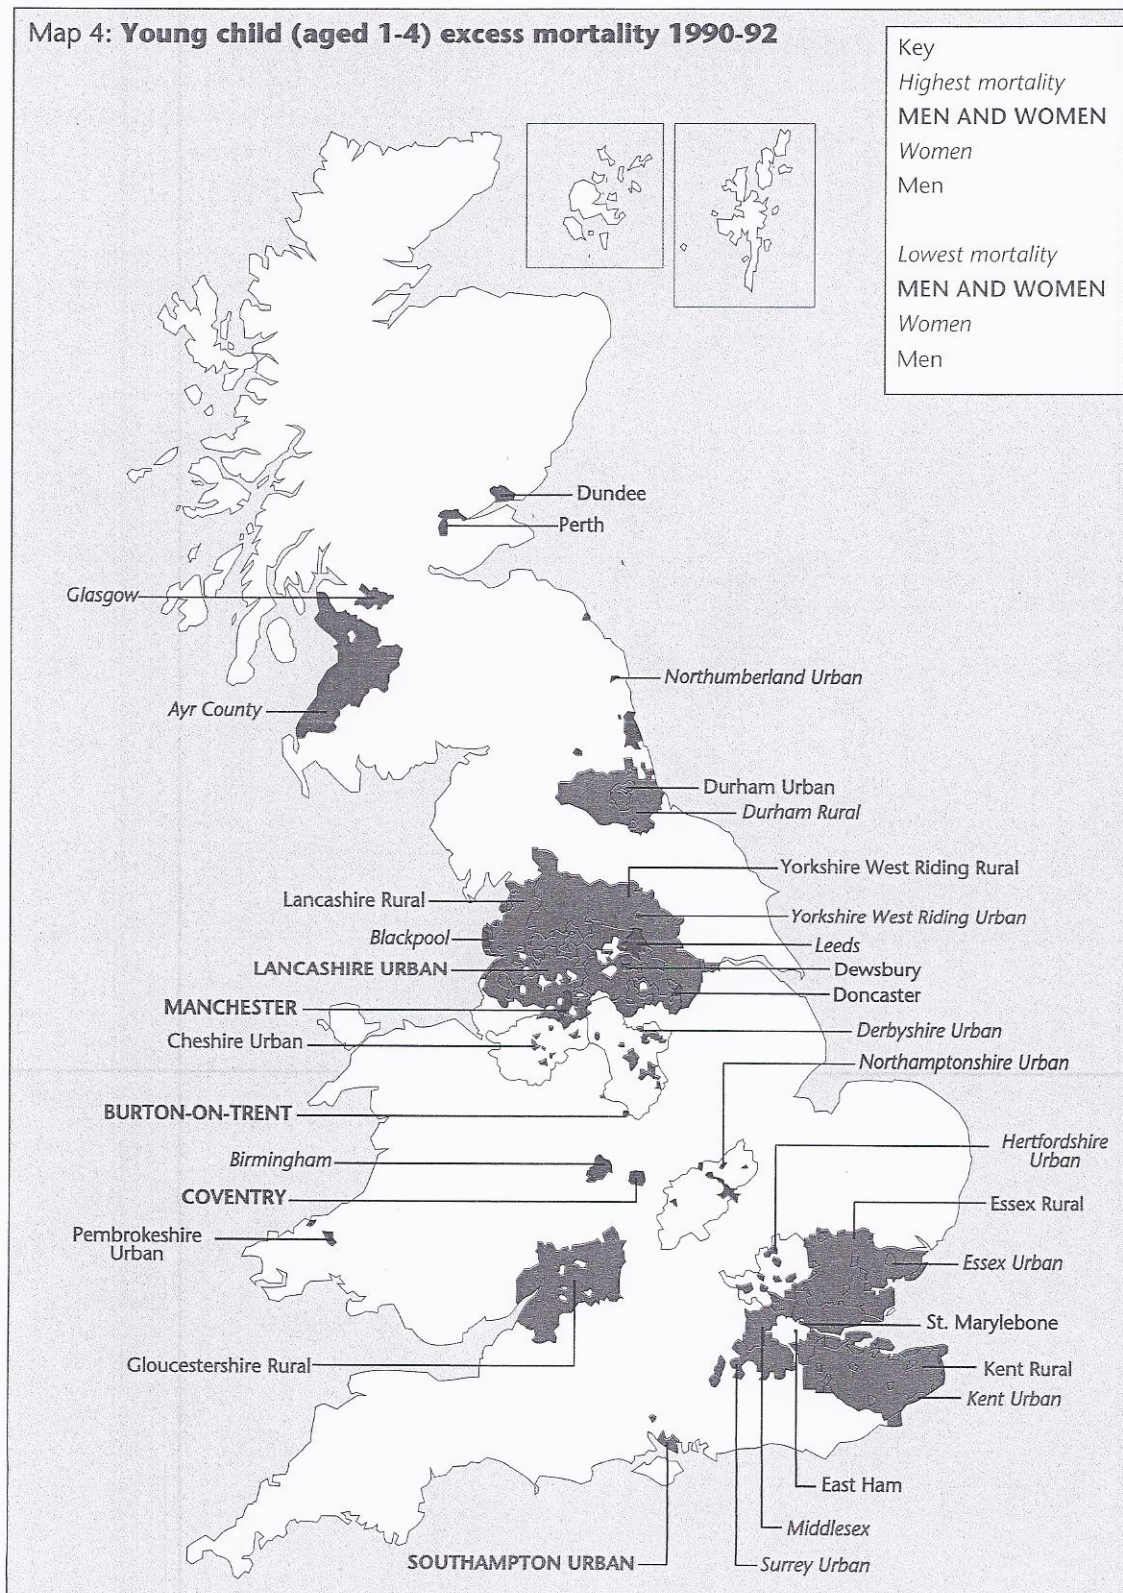 Map 4: Young child (aged 1-4) excess mortality 1990-92
Key
Highest mortality
MEN AND WOMEN
Women
Men
Lowest mortality
MEN AND WOMEN
Women
Men
Dundee
Perth
Glasgow
Northumberland Urban
Ayr County
Durham Urban
Durham Rural
Yorkshire West Riding Rural
Lancashire Rural
Yorkshire West Riding Urban
Blackpool
Leeds
LANCASHIRE URBAN
Dewsbury
Doncaster
MANCHESTER
Derbyshire Urban
Cheshire Urban
Northamptonshire Urban
BURTON-ON-TRENT
Hertfordshire
Urban
Birmingham
COVENTRY
Essex Rural
Pembrokeshire
Urban
Essex Urban
St. Marylebone
Gloucestershire Rural
Kent Rural
Kent Urban
East Ham
Middlesex
SOUTHAMPTON URBAN
Surrey Urban